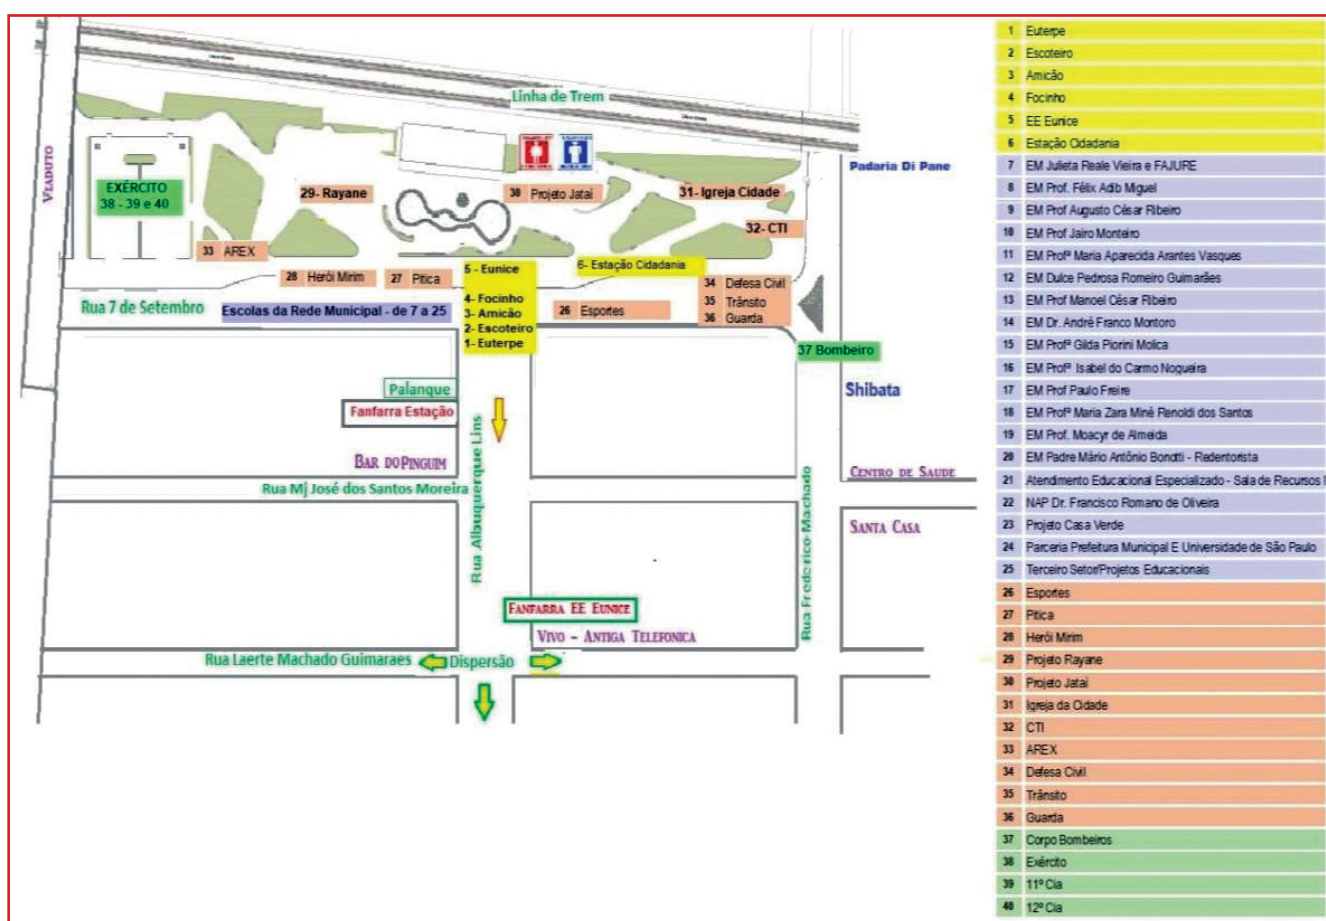 Linha de Trem
VIADUTO
Padaria Di Pane
EXÉRCITO
38 - 39 e 40
29- Rayane
30 Projeto Jataí
31- Igreja Cidade
32- CTI
33 AREX
28 Herói Mirim
27 Pitica
5 - Eunice
4- Focinho
3- Amicão
2- Escoteiro
1- Euterpe
6- Estação Cidadania
34 Defesa Civil
35 Trânsito
36 Guarda
26 Esportes
Rua 7 de Setembro
Escolas da Rede Municipal - de 7 a 25
37 Bombeiro
Palanque
Fanfarra Estação
Shibata
BAR DO PINGUIM
Rua Mj José dos Santos Moreira
Rua Albuquerque Lins
Rua Frederico Machado
CENTRO DE SAUDE
SANTA CASA
FANFARRA EE EUNICE
VIVO - ANTIGA TELEFONICA
Rua Laerte Machado Guimaraes
Dispersão
1 Euterpe
2 Escoteiro
3 Amicão
4 Focinho
5 EE Eunice
6 Estação Cidadania
7 EM Julieta Reale Vieira e FAJURE
8 EM Prof. Félix Adib Miguel
9 EM Prof Augusto César Ribeiro
10 EM Prof Jairo Monteiro
11 EM Profª Maria Aparecida Arantes Vasques
12 EM Dulce Pedrosa Romeiro Guimarães
13 EM Prof Manoel César Ribeiro
14 EM Dr. André Franco Montoro
15 EM Profª Gilda Piorini Molica
16 EM Profª Isabel do Carmo Nogueira
17 EM Prof Paulo Freire
18 EM Profª Maria Zara Minê Renoldi dos Santos
19 EM Prof. Moacyr de Almeida
20 EM Padre Mário Antônio Bonotti - Redentorista
21 Atendimento Educacional Especializado - Sala de Recursos
22 NAP Dr. Francisco Romano de Oliveira
23 Projeto Casa Verde
24 Parceria Prefeitura Municipal E Universidade de São Paulo
25 Terceiro Setor/Projetos Educacionais
26 Esportes
27 Pitica
28 Herói Mirim
29 Projeto Rayane
30 Projeto Jataí
31 Igreja da Cidade
32 CTI
33 AREX
34 Defesa Civil
35 Trânsito
36 Guarda
37 Corpo Bombeiros
38 Exército
39 11ª Cia
40 12ª Cia